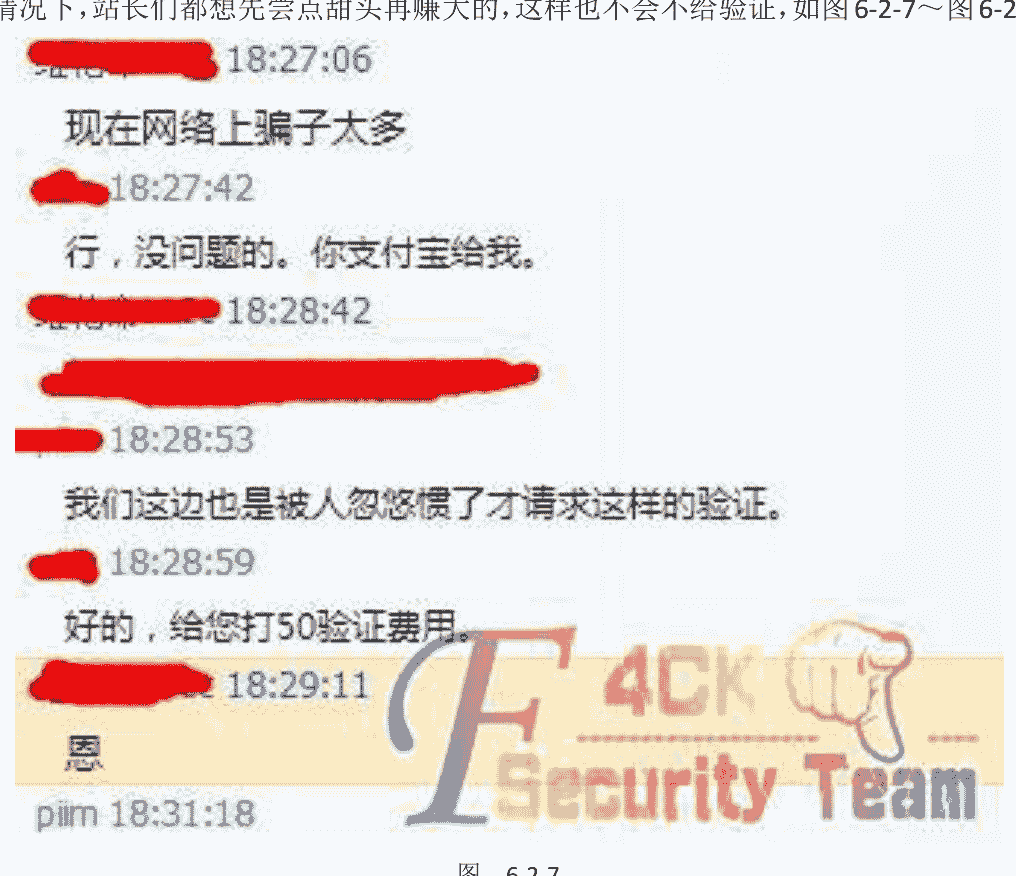 情况下，站长们都想先尝点甜头再赚大的，这样也不会不给验证，如图6-2-7～图6-2
18:27:06
现在网络上骗子太多
18:27:42
行，没问题的。你支付宝给我。
18:28:42
18:28:53
我们这边也是被人忽悠惯了才请求这样的验证。
18:28:59
好的，给您打50验证费用。
18:29:11
恩
piim 18:31:18
F4CK
Security Team
图 6-2-7